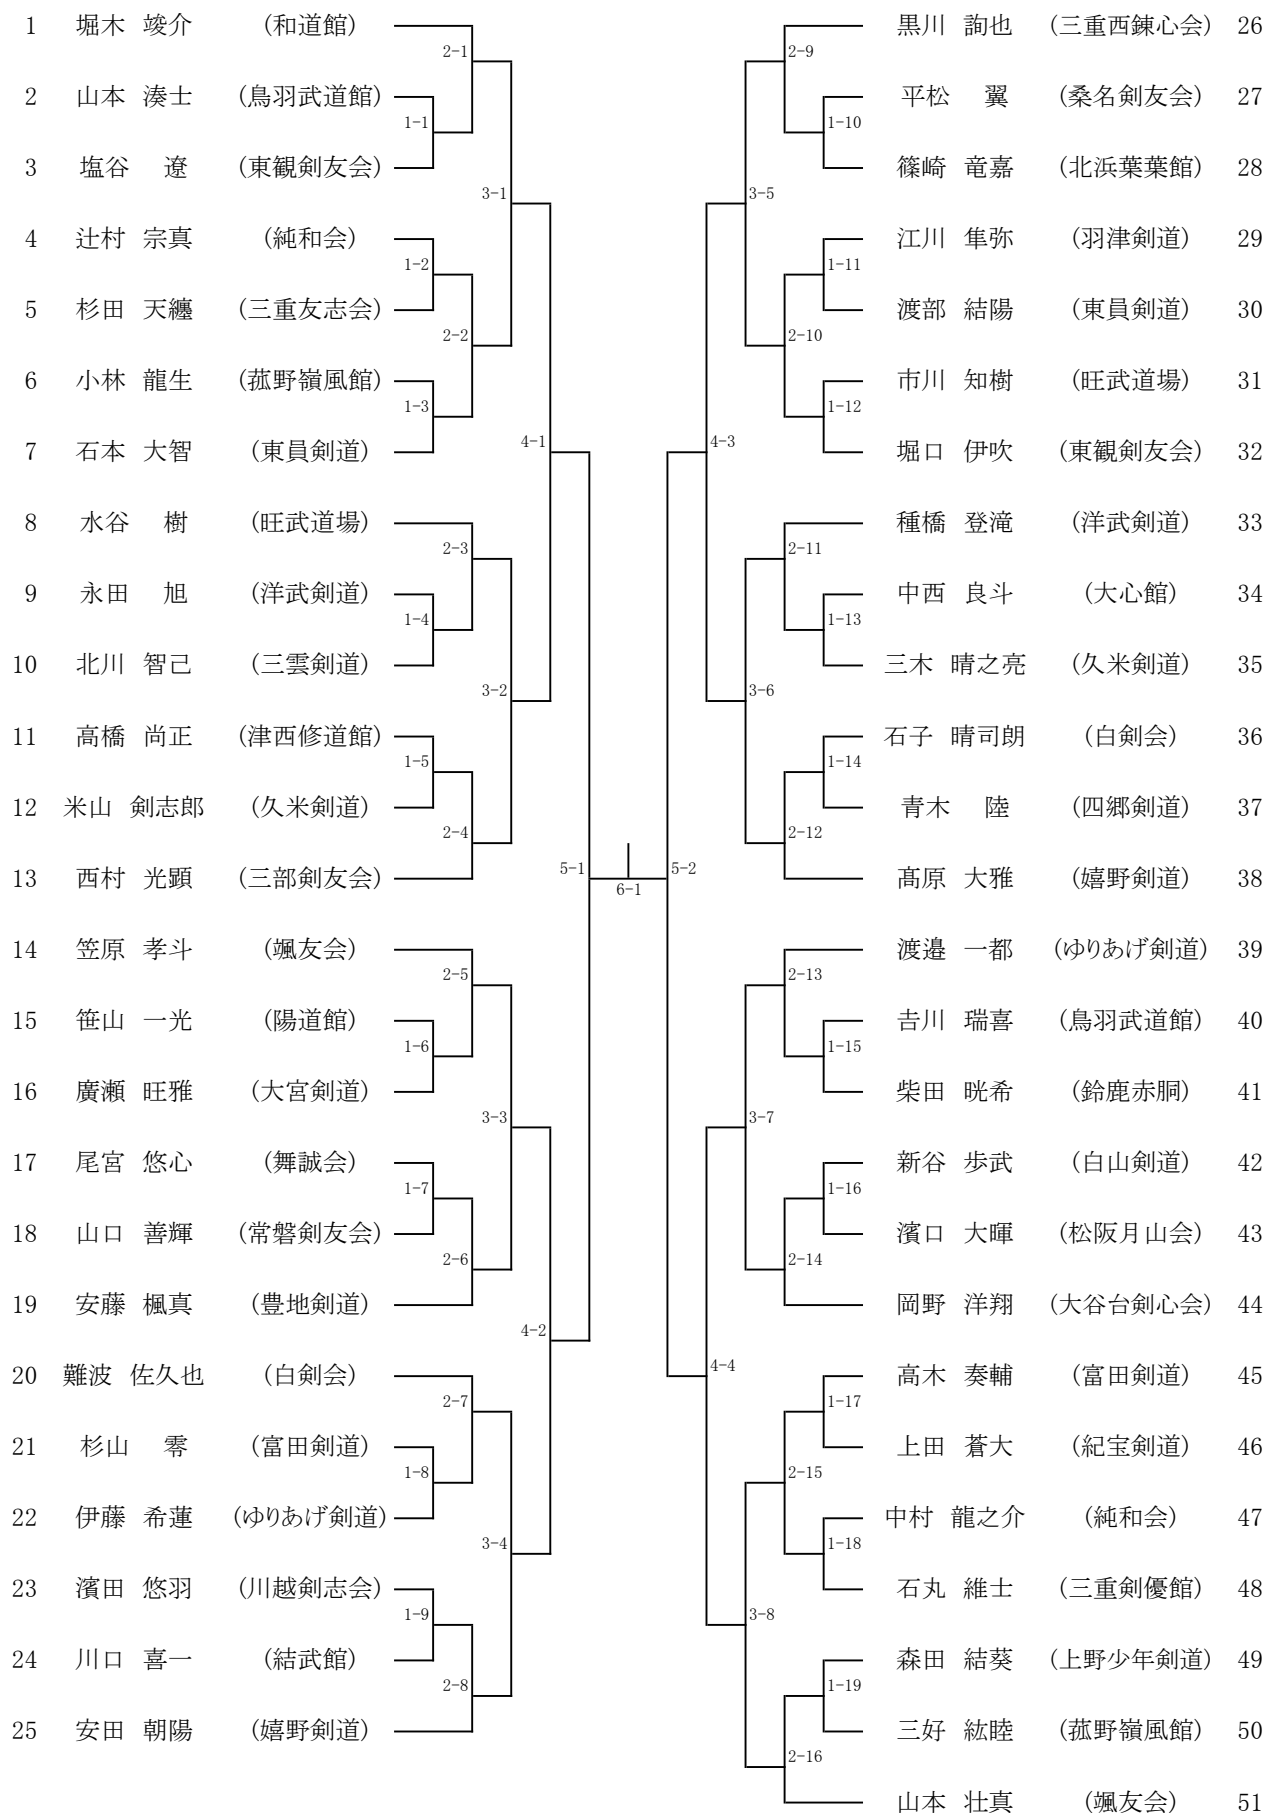 1 堀木 竣介 (和道館)
2-1
2 山本 湊士 (鳥羽武道館)
1-1
3 塩谷 遼 (東観剣友会)
3-1
4 辻村 宗真 (純和会)
1-2
5 杉田 天纏 (三重友志会)
2-2
6 小林 龍生 (菰野嶺風館)
1-3
7 石本 大智 (東員剣道)
4-1
8 水谷 樹 (旺武道場)
2-3
9 永田 旭 (洋武剣道)
1-4
10 北川 智己 (三雲剣道)
3-2
11 高橋 尚正 (津西修道館)
1-5
12 米山 剣志郎 (久米剣道)
2-4
13 西村 光顕 (三部剣友会)
5-1
6-1
14 笠原 孝斗 (颯友会)
2-5
15 笹山 一光 (陽道館)
1-6
16 廣瀬 旺雅 (大宮剣道)
3-3
17 尾宮 悠心 (舞誠会)
1-7
18 山口 善輝 (常磐剣友会)
2-6
19 安藤 楓真 (豊地剣道)
4-2
20 難波 佐久也 (白剣会)
2-7
21 杉山 零 (富田剣道)
1-8
22 伊藤 希蓮 (ゆりあげ剣道)
3-4
23 濱田 悠羽 (川越剣志会)
1-9
24 川口 喜一 (結武館)
2-8
25 安田 朝陽 (嬉野剣道)
黒川 詢也 (三重西錬心会) 26
2-9
平松 翼 (桑名剣友会) 27
1-10
篠崎 竜嘉 (北浜葉葉館) 28
3-5
江川 隼弥 (羽津剣道) 29
1-11
渡部 結陽 (東員剣道) 30
2-10
市川 知樹 (旺武道場) 31
1-12
堀口 伊吹 (東観剣友会) 32
4-3
種橋 登滝 (洋武剣道) 33
2-11
中西 良斗 (大心館) 34
1-13
三木 晴之亮 (久米剣道) 35
3-6
石子 晴司朗 (白剣会) 36
1-14
青木 陸 (四郷剣道) 37
2-12
髙原 大雅 (嬉野剣道) 38
5-2
渡邉 一都 (ゆりあげ剣道) 39
2-13
𠮷川 瑞喜 (鳥羽武道館) 40
1-15
柴田 晄希 (鈴鹿赤胴) 41
3-7
新谷 歩武 (白山剣道) 42
1-16
濱口 大暉 (松阪月山会) 43
2-14
岡野 洋翔 (大谷台剣心会) 44
4-4
高木 奏輔 (富田剣道) 45
1-17
上田 蒼大 (紀宝剣道) 46
2-15
中村 龍之介 (純和会) 47
1-18
石丸 維士 (三重剣優館) 48
3-8
森田 結葵 (上野少年剣道) 49
1-19
三好 紘睦 (菰野嶺風館) 50
2-16
山本 壮真 (颯友会) 51